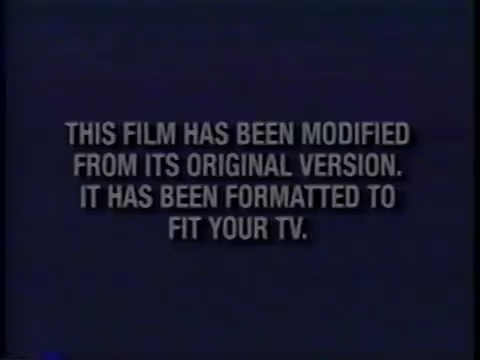 THIS FILM HAS BEEN MODIFIED
FROM ITS ORIGINAL VERSION.
IT HAS BEEN FORMATTED TO
FIT YOUR TV.